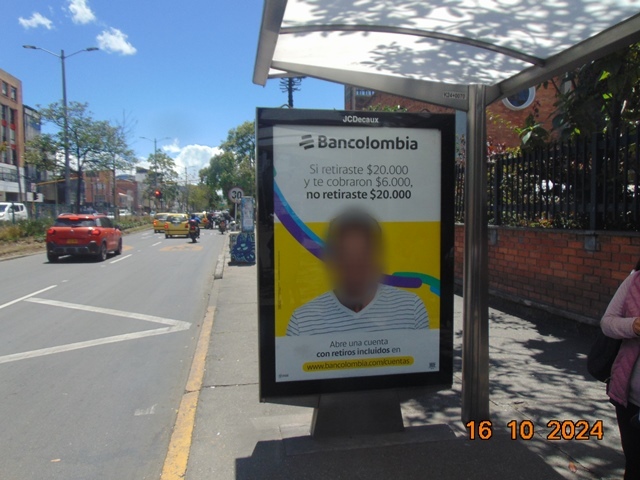 JCDecaux
Bancolombia
Si retiraste $20.000
y te cobraron $6.000,
no retiraste $20.000
Abre una cuenta
con retiros incluidos en
www.bancolombia.com/cuentas
30
16 10 2024